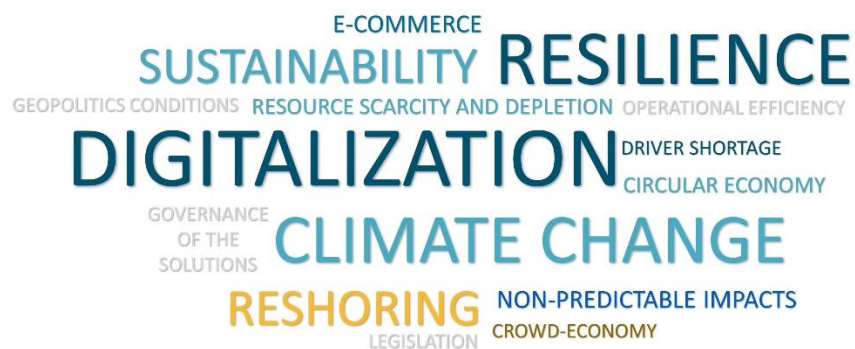 E-COMMERCE
SUSTAINABILITY RESILIENCE
GEOPOLITICS CONDITIONS RESOURCE SCARCITY AND DEPLETION OPERATIONAL EFFICIENCY
DIGITALIZATION
DRIVER SHORTAGE
CIRCULAR ECONOMY
GOVERNANCE
OF THE
SOLUTIONS
CLIMATE CHANGE
RESHORING
NON-PREDICTABLE IMPACTS
LEGISLATION
CROWD-ECONOMY